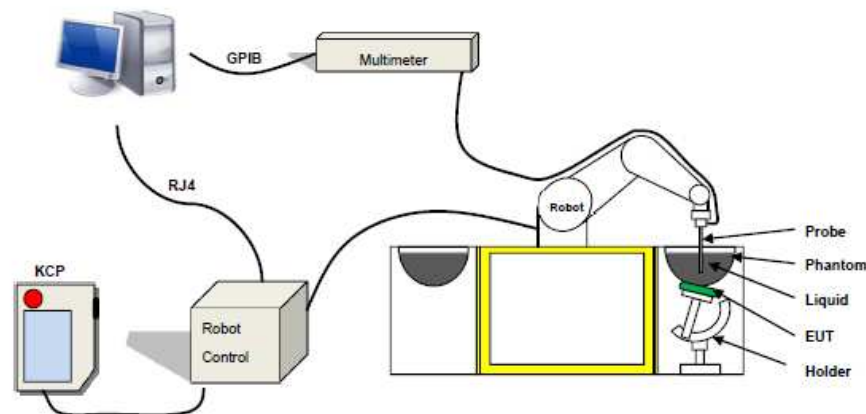 GPIB
Multimeter
RJ4
Robot
Probe
Phantom
Liquid
EUT
Holder
KCP
Robot
Control